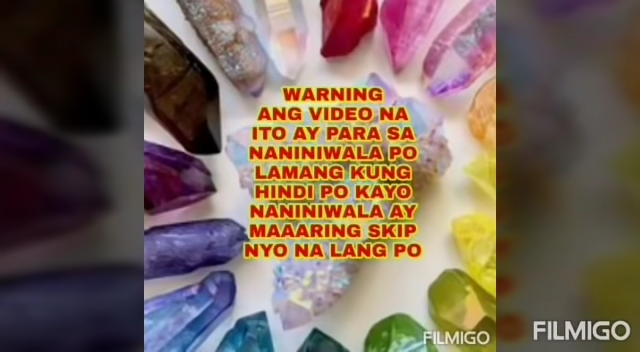 WARNING
ANG VIDEO NA
ITO AY PARA SA
NANINIWALA PO
LAMANG KUNG
HINDI PO KAYO
NANINIWALA AY
MAAARING SKIP
NYO NA LANG PO
FILMIGO
FILMIGO